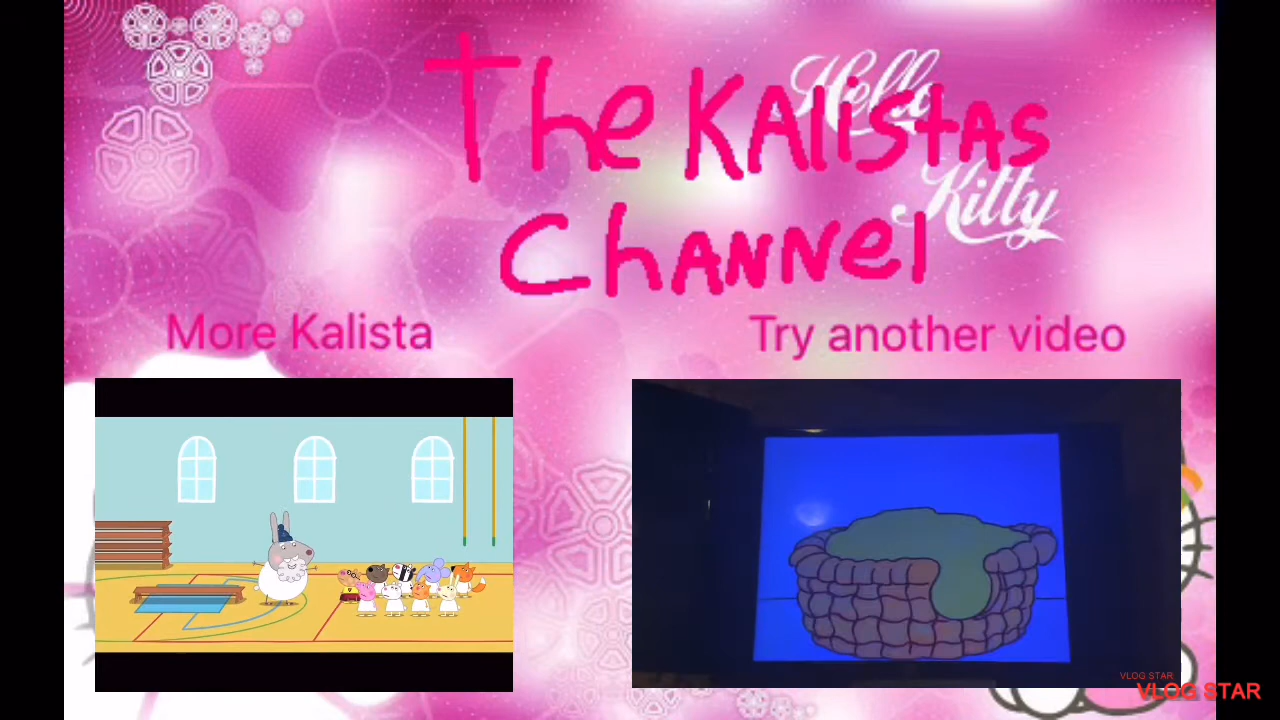 Hello
The KAlistAs
Kitty
ChANNel
More Kalista
Try another video
VLOG STAR
VLOG STAR